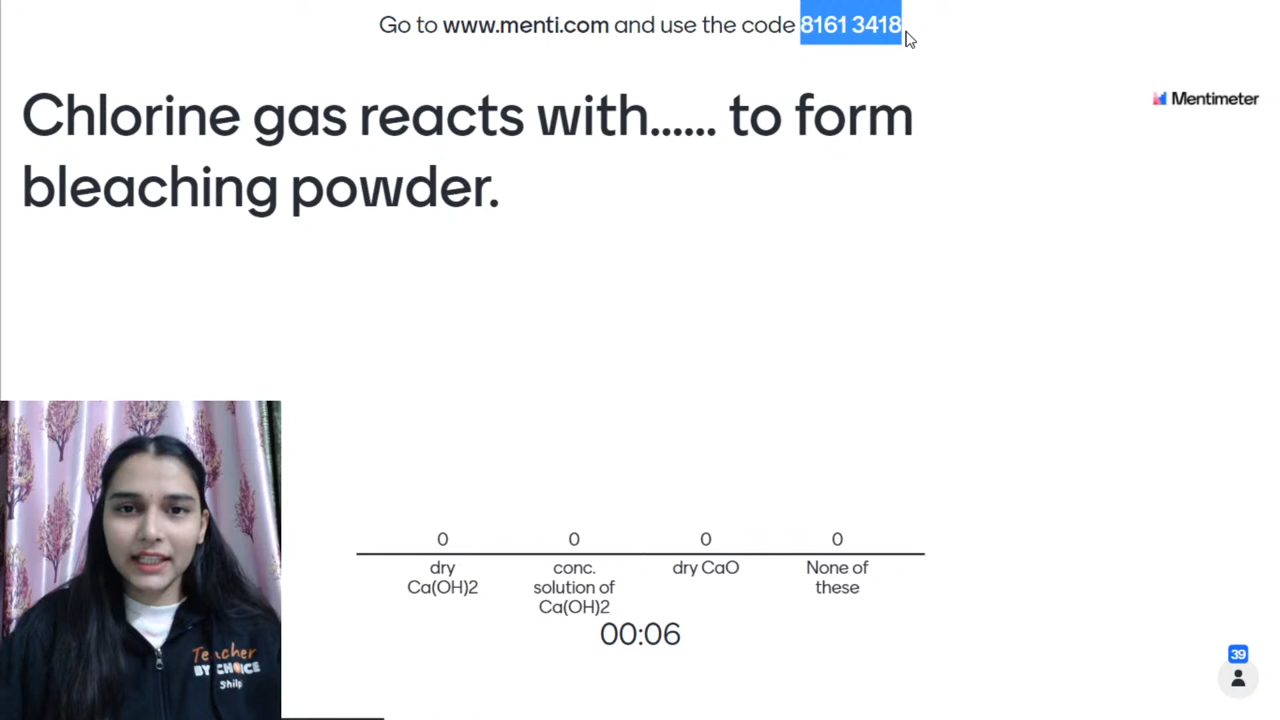 Go to www.menti.com and use the code 8161 3418
Mentimeter
Chlorine gas reacts with...... to form
bleaching powder.
0 0 0 0
dry
Ca(OH)2
conc.
solution of
Ca(OH)2
dry CaO
None of
these
00:06
39
Teacher
BY CHOICE